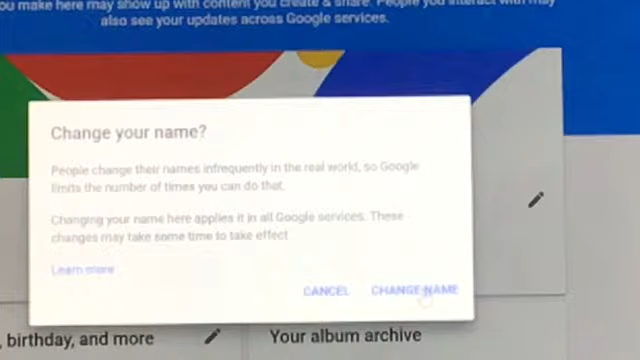 ou make here may show up with content you create & share. People you interact with may
also see your updates across Google services.
Change your name?
People change their names infrequently in the real world, so Google
limits the number of times you can do that.
Changing your name here applies it in all Google services. These
changes may take some time to take effect
Learn more
CANCEL CHANGE NAME
, birthday, and more
Your album archive